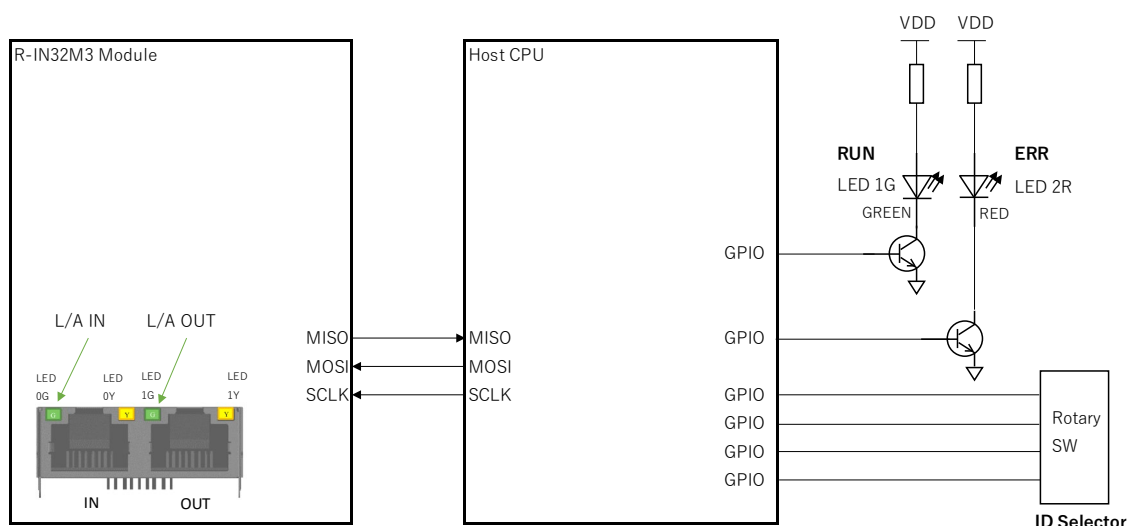 VDD VDD
R-IN32M3 Module
Host CPU
RUN
LED 1G
GREEN
ERR
LED 2R
RED
GPIO
L/A IN
L/A OUT
MISO
MISO
GPIO
MOSI
MOSI
SCLK
SCLK
LED
0G
LED
0Y
LED
1G
LED
1Y
G
Y
G
Y
IN
OUT
GPIO
GPIO
GPIO
GPIO
Rotary
SW
ID Selector